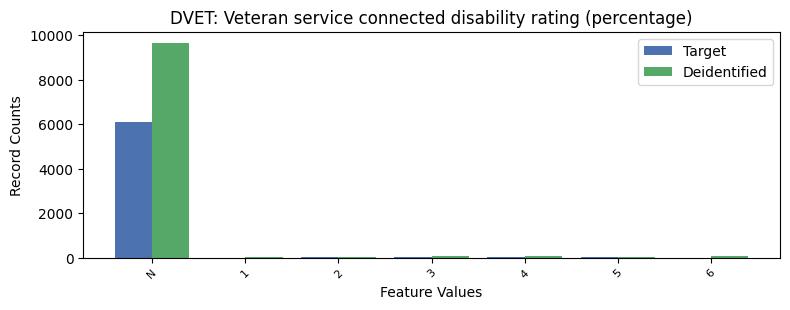 DVET: Veteran service connected disability rating (percentage)
10000
8000
6000
4000
2000
0
Record Counts
Target
Deidentified
N
1
2
3
4
5
6
Feature Values